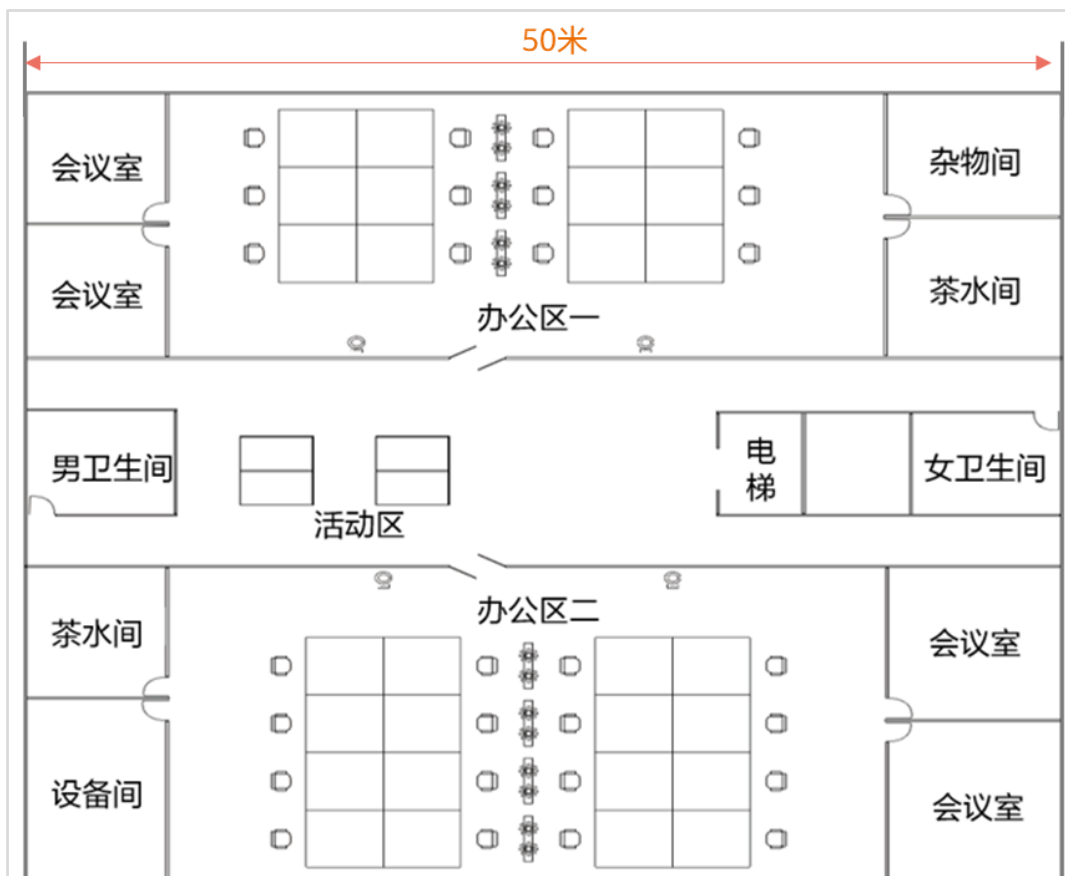 50米
会议室
杂物间
会议室
茶水间
办公区一
男卫生间
电
梯
女卫生间
活动区
办公区二
茶水间
会议室
设备间
会议室